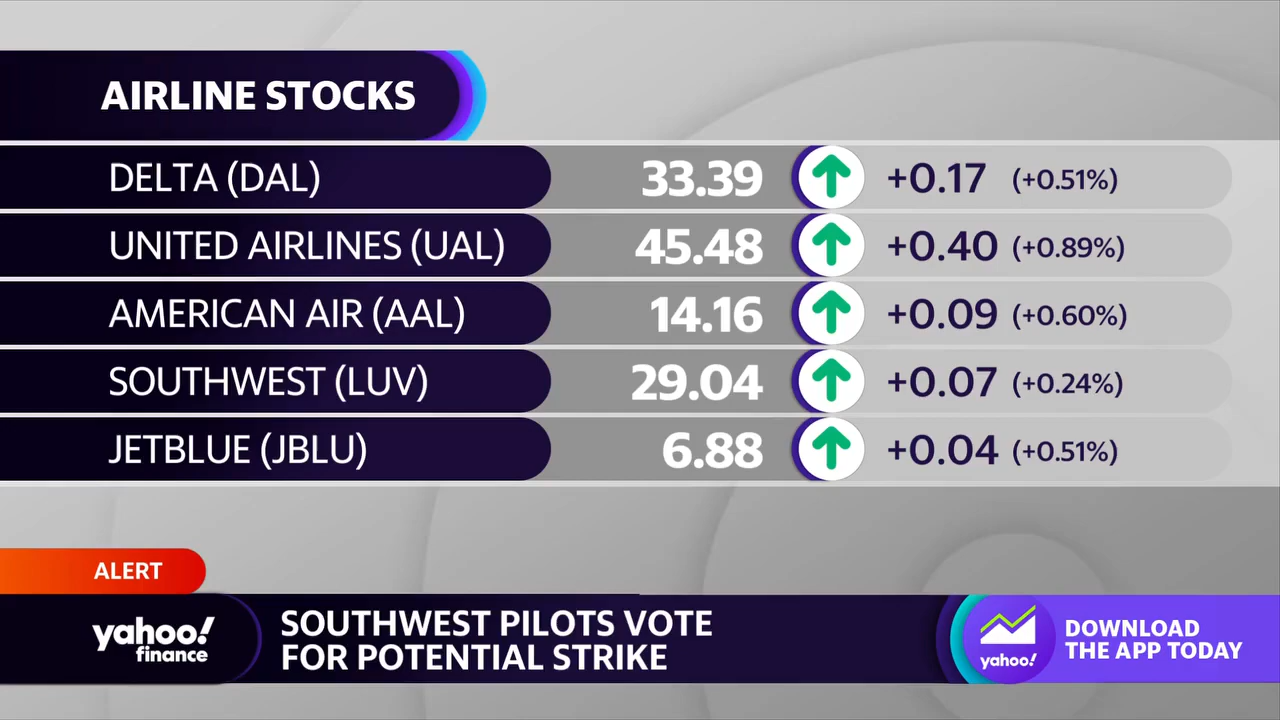 AIRLINE STOCKS
DELTA (DAL) 33.39 +0.17 (+0.51%)
UNITED AIRLINES (UAL) 45.48 +0.40 (+0.89%)
AMERICAN AIR (AAL) 14.16 +0.09 (+0.60%)
SOUTHWEST (LUV) 29.04 +0.07 (+0.24%)
JETBLUE (JBLU) 6.88 +0.04 (+0.51%)
ALERT
yahoo!
finance
SOUTHWEST PILOTS VOTE
FOR POTENTIAL STRIKE
yahoo!
DOWNLOAD
THE APP TODAY